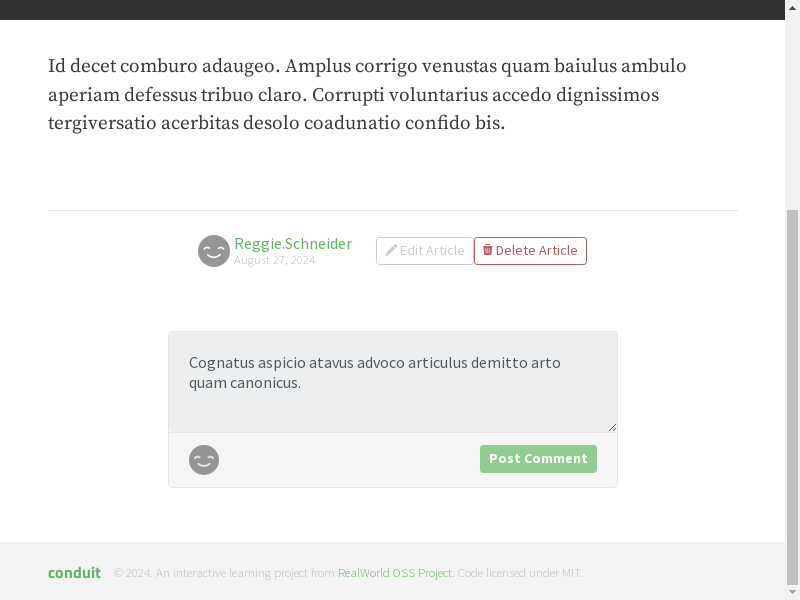 Id decet comburo adaugeo. Amplus corrigo venustas quam baiulus ambulo
aperiam defessus tribuo claro. Corrupti voluntarius accedo dignissimos
tergiversatio acerbitas desolo coadunatio confido bis.
Reggie.Schneider
August 27, 2024
Edit Article
Delete Article
Cognatus aspicio atavus advoco articulus demitto arto
quam canonicus.
Post Comment
conduit © 2024. An interactive learning project from RealWorld OSS Project. Code licensed under MIT.